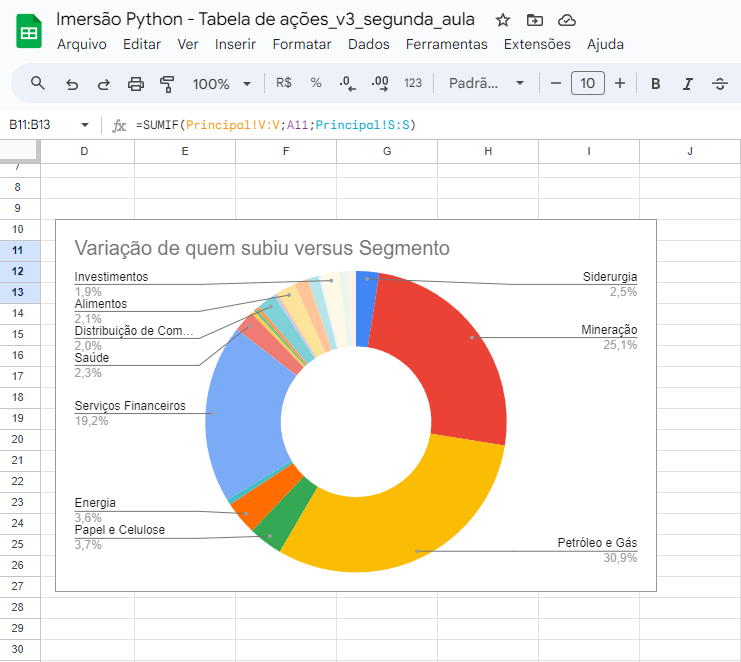 Imersão Python - Tabela de ações_v3_segunda_aula
Arquivo Editar Ver Inserir Formatar Dados Ferramentas Extensões Ajuda
100% R$ % .0 .00 123 Padrã... − 10 + B I S
B11:B13 fx =SUMIF(Principal!V:V;A11;Principal!S:S)
D E F G H I J
7
8
9
10
11
12
13
14
15
16
17
18
19
20
21
22
23
24
25
26
27
28
29
30
Variação de quem subiu versus Segmento
Investimentos
1,9%
Alimentos
2,1%
Distribuição de Com...
2,0%
Saúde
2,3%
Serviços Financeiros
19,2%
Energia
3,6%
Papel e Celulose
3,7%
Siderurgia
2,5%
Mineração
25,1%
Petróleo e Gás
30,9%